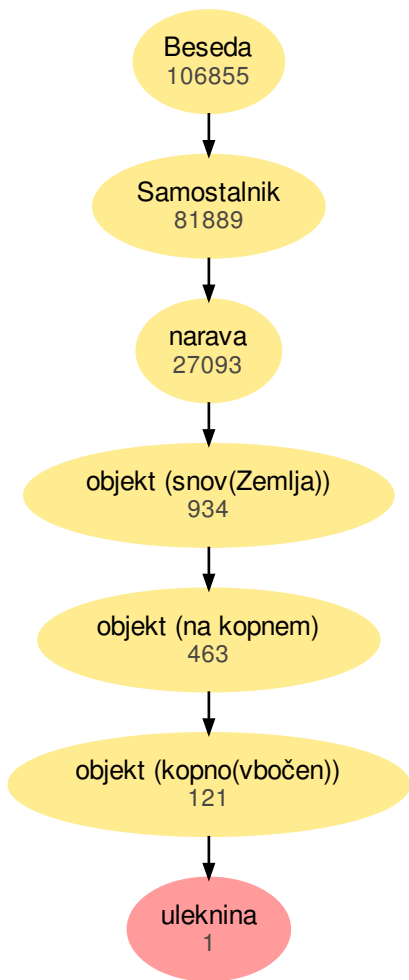 Beseda
106855
Samostalnik
81889
narava
27093
objekt (snov(Zemlja))
934
objekt (na kopnem)
463
objekt (kopno(vbočen))
121
uleknina
1